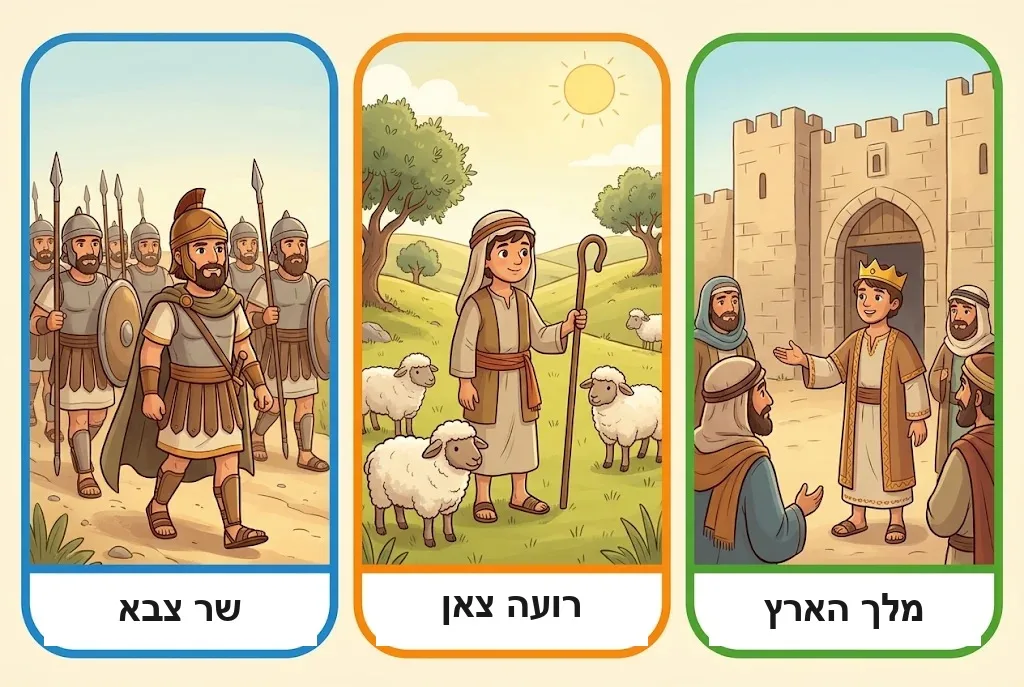 מלך הארץ
רועה צאן
שר צבא